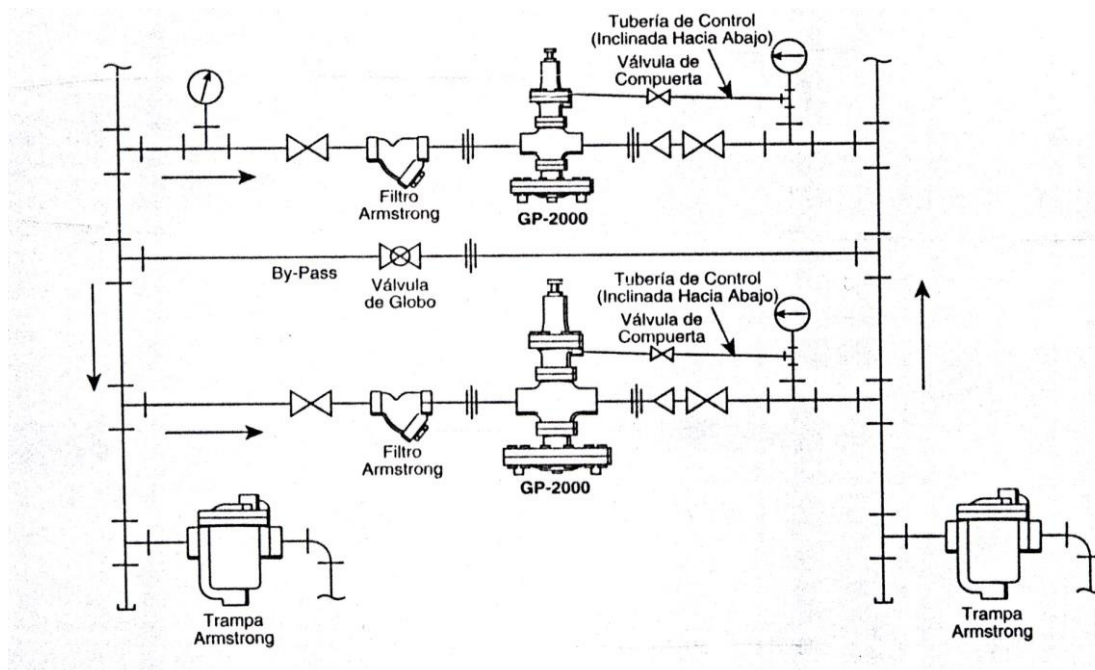 Tubería de Control
(Inclinada Hacia Abajo)
Válvula de
Compuerta
Filtro
Armstrong
GP-2000
By-Pass
Válvula
de Globo
Tubería de Control
(Inclinada Hacia Abajo)
Válvula de
Compuerta
Filtro
Armstrong
GP-2000
Trampa
Armstrong
Trampa
Armstrong